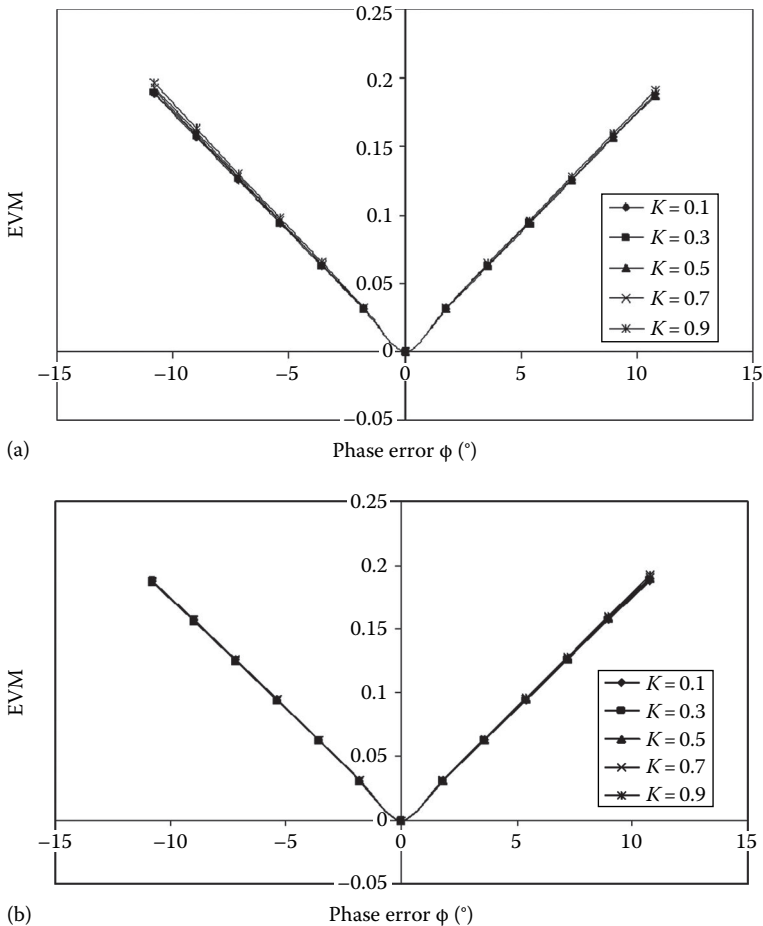 0.25
0.2
0.15
0.1
0.05
0
−0.05
−15
−10
−5
0
5
10
15
EVM
K = 0.1
K = 0.3
K = 0.5
K = 0.7
K = 0.9
(a)
Phase error ϕ (°)
0.25
0.2
0.15
0.1
0.05
0
−0.05
−15
−10
−5
0
5
10
15
EVM
K = 0.1
K = 0.3
K = 0.5
K = 0.7
K = 0.9
(b)
Phase error ϕ (°)